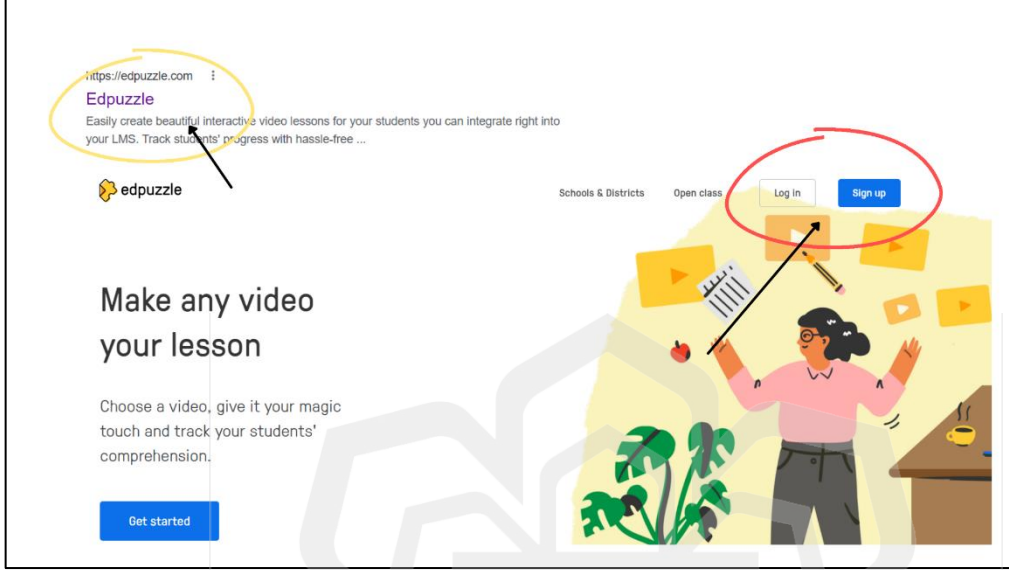 https://edpuzzle.com
Edpuzzle
Easily create beautiful interactive video lessons for your students you can integrate right into
your LMS. Track students' progress with hassle-free ...
edpuzzle
Schools & Districts Open class Log in Sign up
Make any video
your lesson
Choose a video, give it your magic
touch and track your students'
comprehension.
Get started